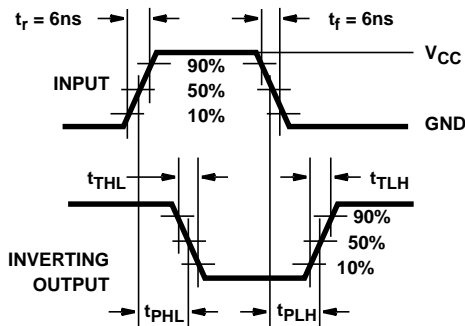 tr = 6ns
tf = 6ns
VCC
INPUT
90%
50%
10%
GND
tTHL
tTLH
90%
50%
10%
INVERTING
OUTPUT
tPHL
tPLH